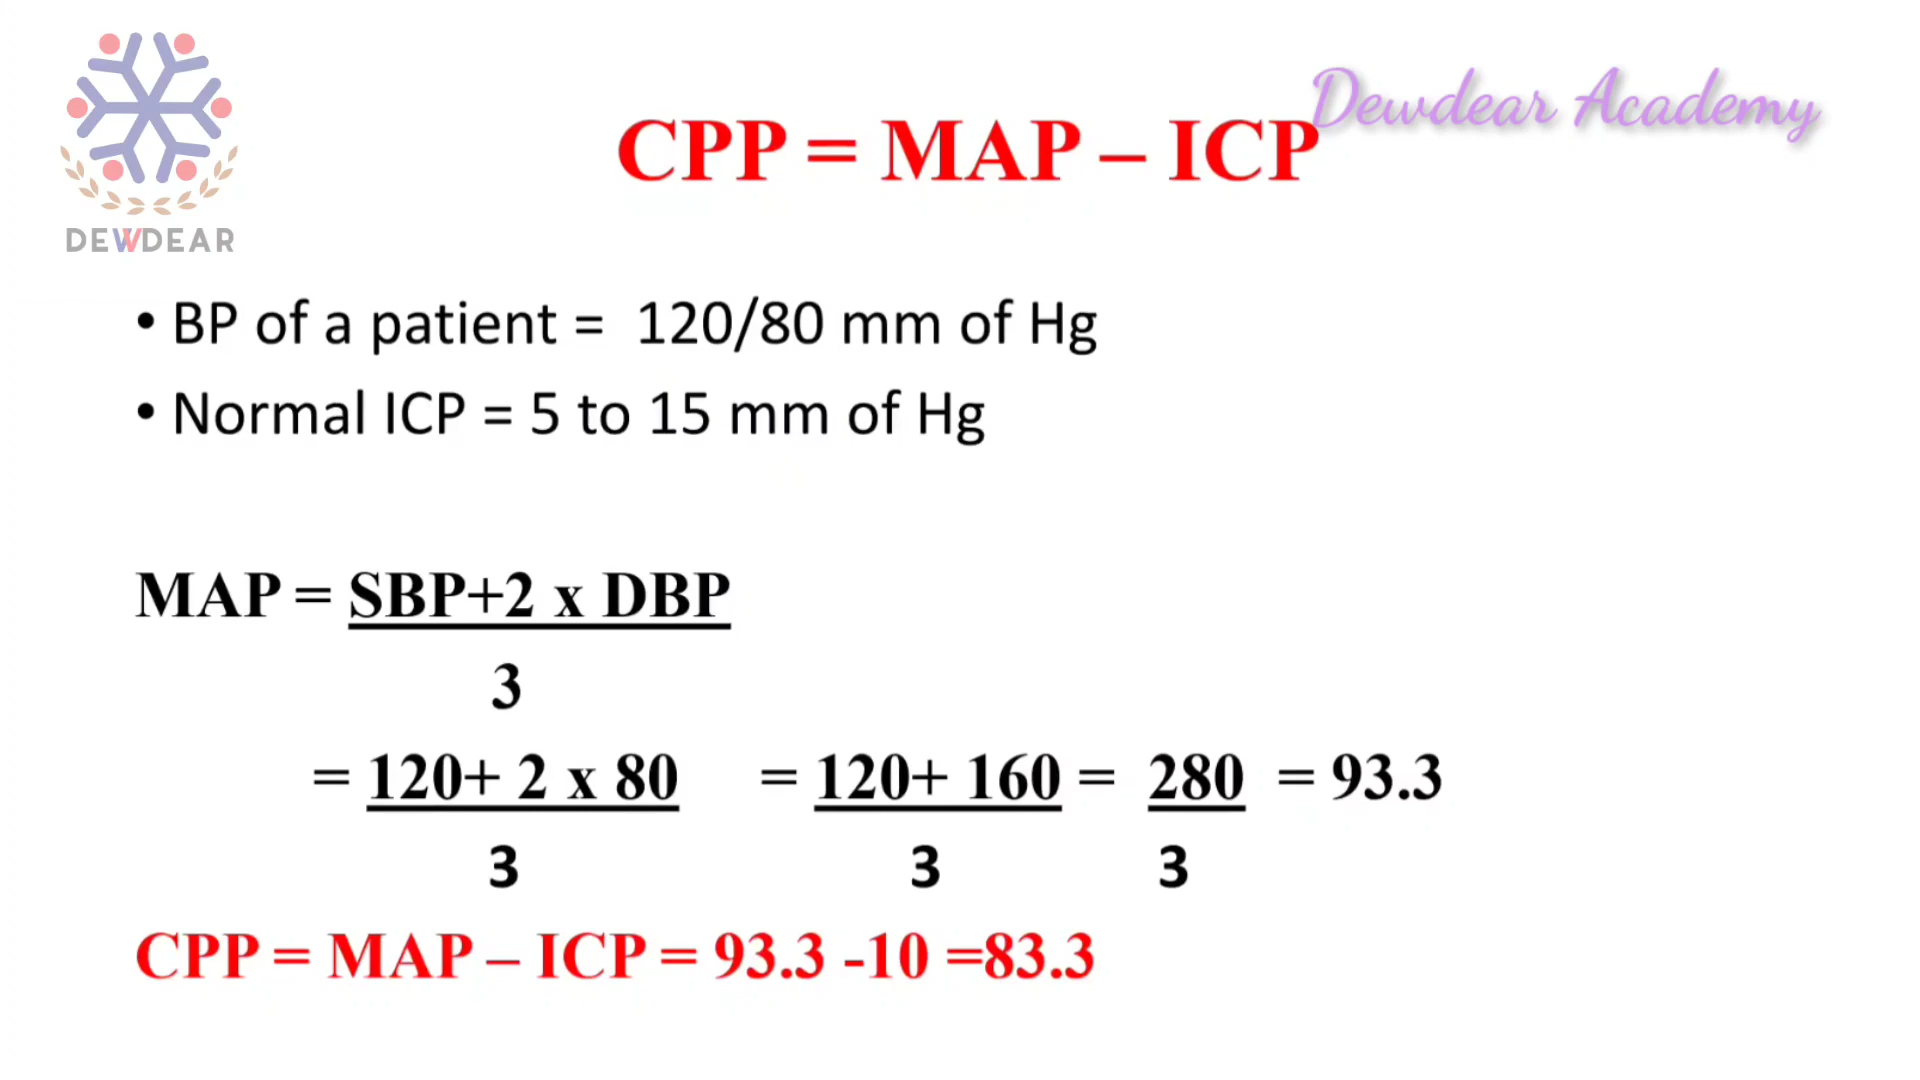 Dewdear Academy
CPP = MAP – ICP
DEWDEAR
• BP of a patient =  120/80 mm of Hg
• Normal ICP = 5 to 15 mm of Hg
MAP = SBP+2 x DBP
3
= 120+ 2 x 80 = 120+ 160 = 280 = 93.3
3 3 3
CPP = MAP – ICP = 93.3 -10 =83.3